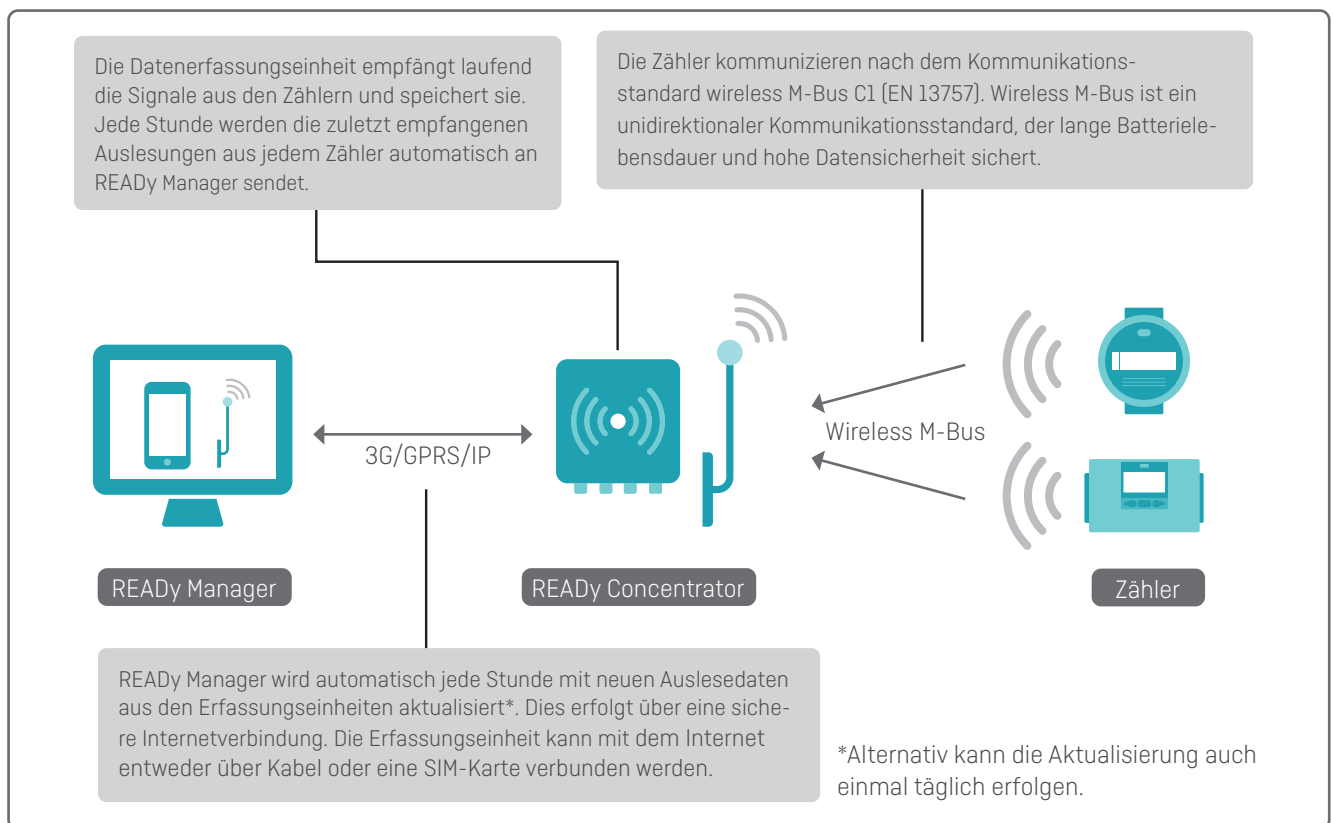 Die Datenerfassungseinheit empfängt laufend
die Signale aus den Zählern und speichert sie.
Jede Stunde werden die zuletzt empfangenen
Auslesungen aus jedem Zähler automatisch an
READy Manager sendet.
Die Zähler kommunizieren nach dem Kommunikations-
standard wireless M-Bus C1 (EN 13757). Wireless M-Bus ist ein
unidirektionaler Kommunikationsstandard, der lange Batteriele-
bensdauer und hohe Datensicherheit sichert.
3G/GPRS/IP
Wireless M-Bus
READy Manager
READy Concentrator
Zähler
READy Manager wird automatisch jede Stunde mit neuen Auslesedaten
aus den Erfassungseinheiten aktualisiert*. Dies erfolgt über eine siche-
re Internetverbindung. Die Erfassungseinheit kann mit dem Internet
entweder über Kabel oder eine SIM-Karte verbunden werden.
*Alternativ kann die Aktualisierung auch
einmal täglich erfolgen.